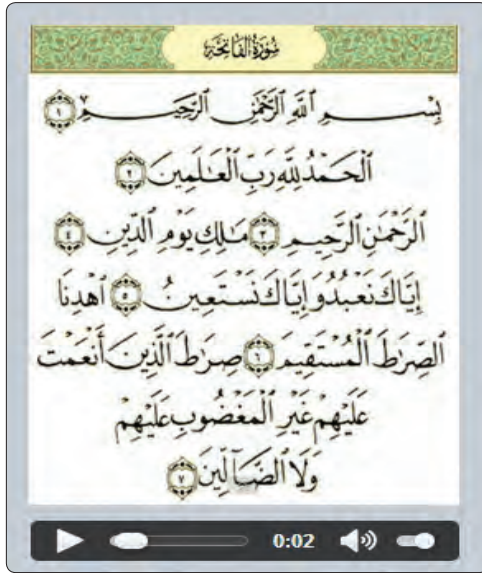 سُورَةُ الفَاتِحَة
بِسْمِ ٱللَّهِ ٱلرَّحْمَٰنِ ٱلرَّحِيمِ ۝١
ٱلْحَمْدُ لِلَّهِ رَبِّ ٱلْعَٰلَمِينَ ۝٢
ٱلرَّحْمَٰنِ ٱلرَّحِيمِ ۝٣ مَٰلِكِ يَوْمِ ٱلدِّينِ ۝٤
إِيَّاكَ نَعْبُدُ وَإِيَّاكَ نَسْتَعِينُ ۝٥ ٱهْدِنَا
ٱلصِّرَٰطَ ٱلْمُسْتَقِيمَ ۝٦ صِرَٰطَ ٱلَّذِينَ أَنْعَمْتَ
عَلَيْهِمْ غَيْرِ ٱلْمَغْضُوبِ عَلَيْهِمْ
وَلَا ٱلضَّآلِّينَ ۝٧
0:02